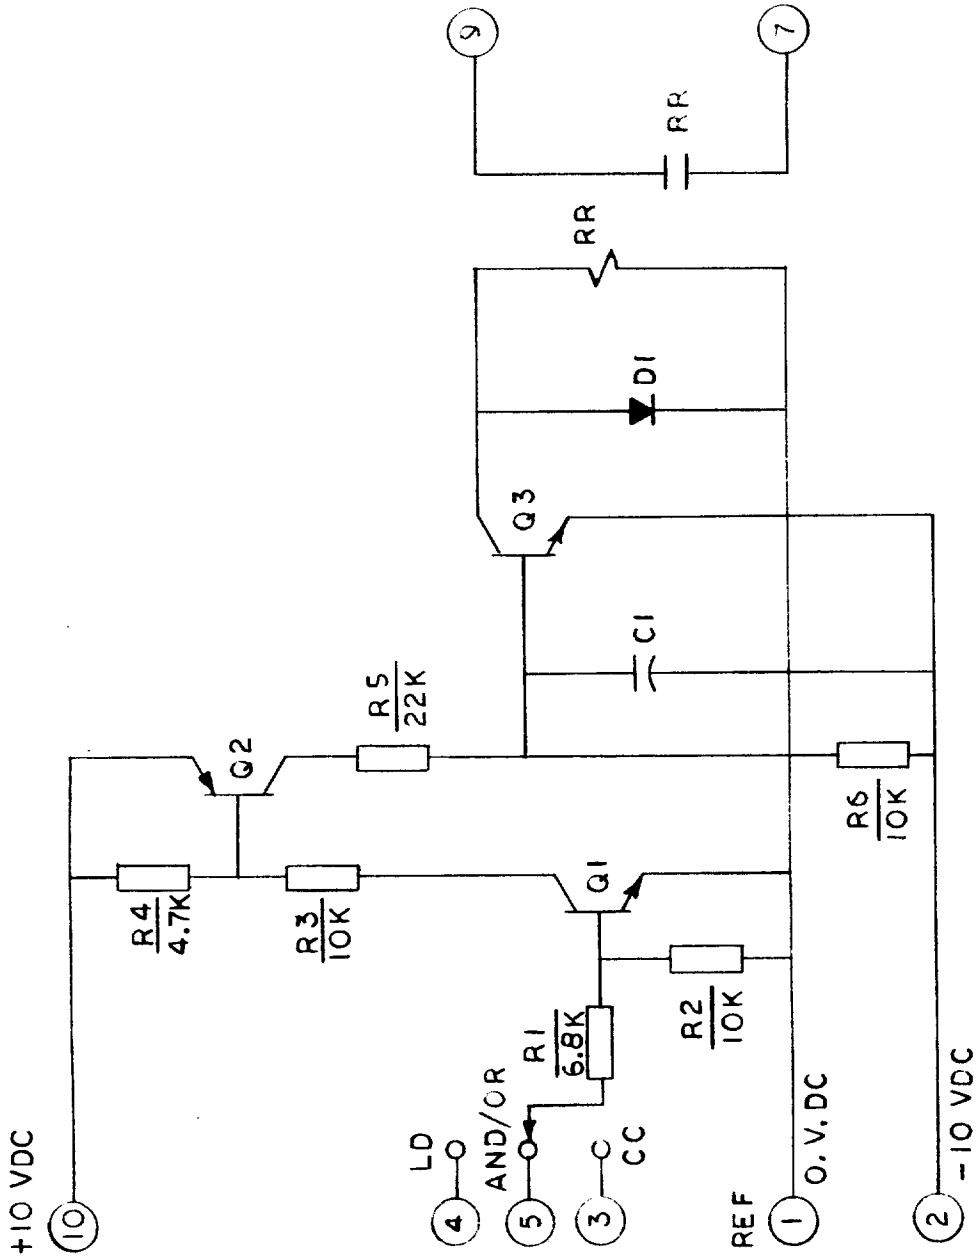 +10 VDC
10
R4
4.7K
R3
10K
Q2
R5
22K
Q1
R1
6.8K
R2
10K
LD
4
AND/OR
5
3
CC
REF
1
0.V.DC
2
-10 VDC
R6
10K
C1
Q3
D1
RR
RR
9
7